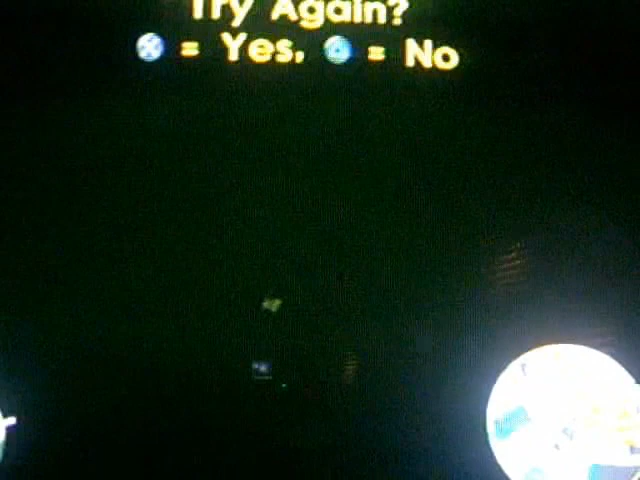 Try Again?
= Yes, = No